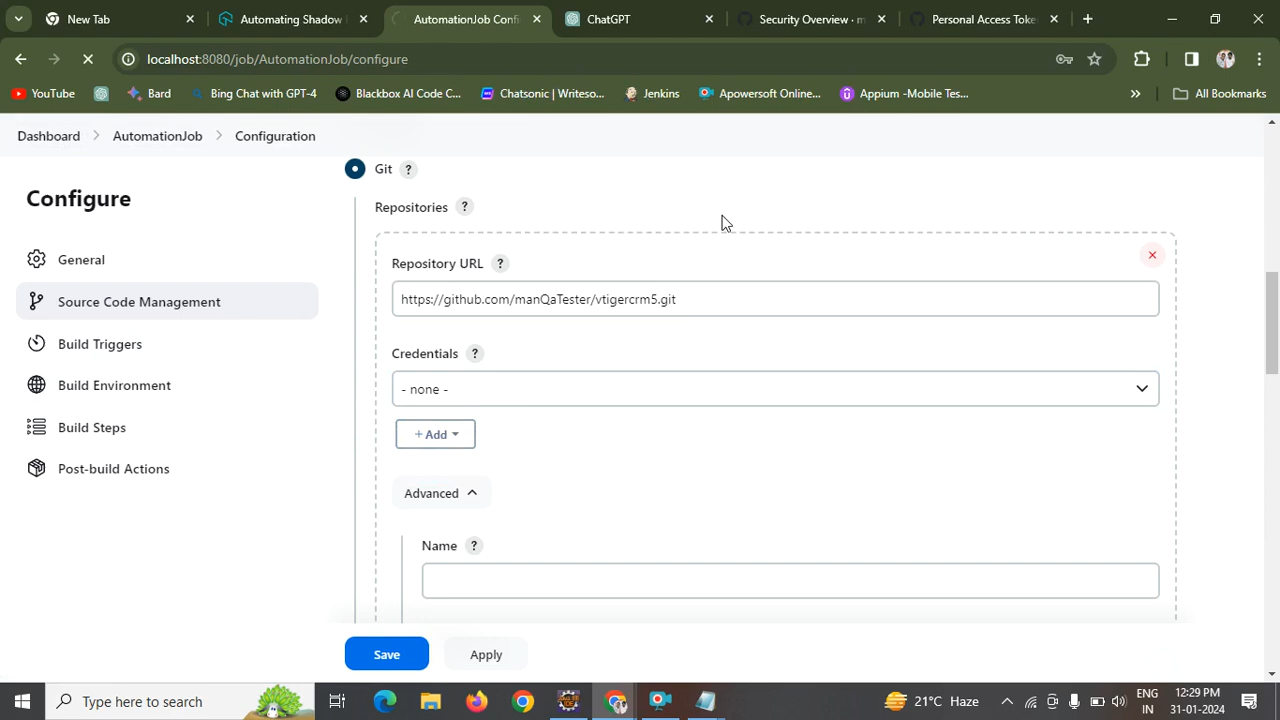 New Tab
Automating Shadow
AutomationJob Confi
ChatGPT
Security Overview · m
Personal Access Toke
localhost:8080/job/AutomationJob/configure
YouTube
Bard
Bing Chat with GPT-4
Blackbox AI Code C...
Chatsonic | Writeso...
Jenkins
Apowersoft Online...
Appium -Mobile Tes...
All Bookmarks
Dashboard
AutomationJob
Configuration
Configure
General
Source Code Management
Build Triggers
Build Environment
Build Steps
Post-build Actions
Git ?
Repositories ?
Repository URL ?
https://github.com/manQaTester/vtigercrm5.git
Credentials ?
- none -
+ Add
Advanced
Name ?
Save
Apply
Type here to search
21°C Haze
ENG
IN
12:29 PM
31-01-2024